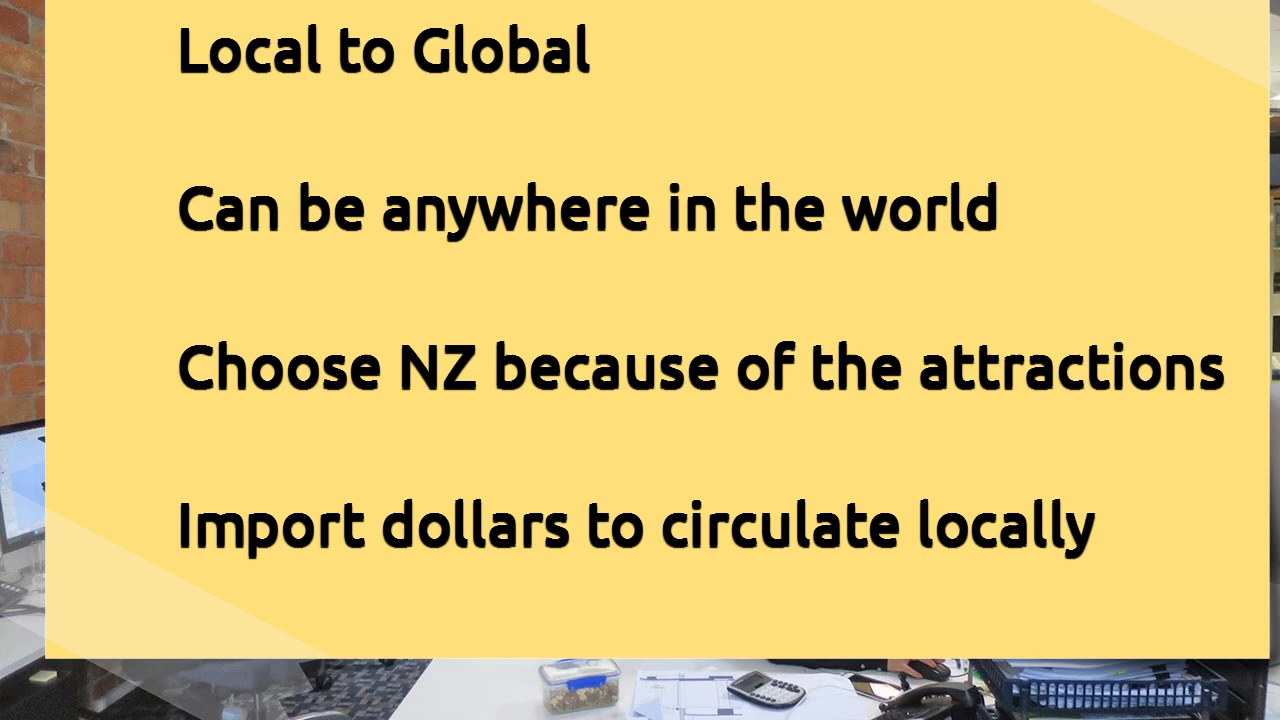 Local to Global
Can be anywhere in the world
Choose NZ because of the attractions
Import dollars to circulate locally